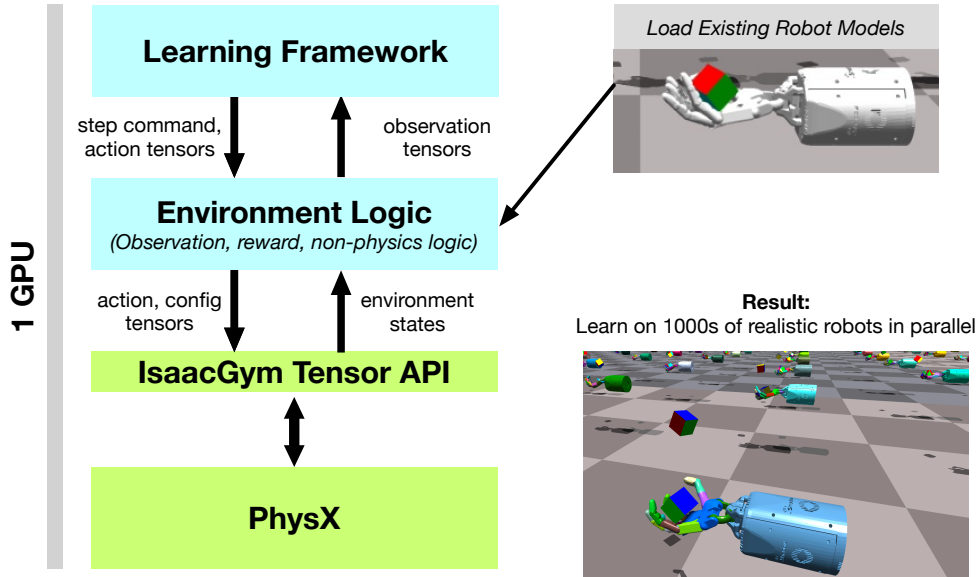 Learning Framework
step command,
action tensors
observation
tensors
Environment Logic
(Observation, reward, non-physics logic)
action, config
tensors
environment
states
IsaacGym Tensor API
PhysX
1 GPU
Load Existing Robot Models
Result:
Learn on 1000s of realistic robots in parallel